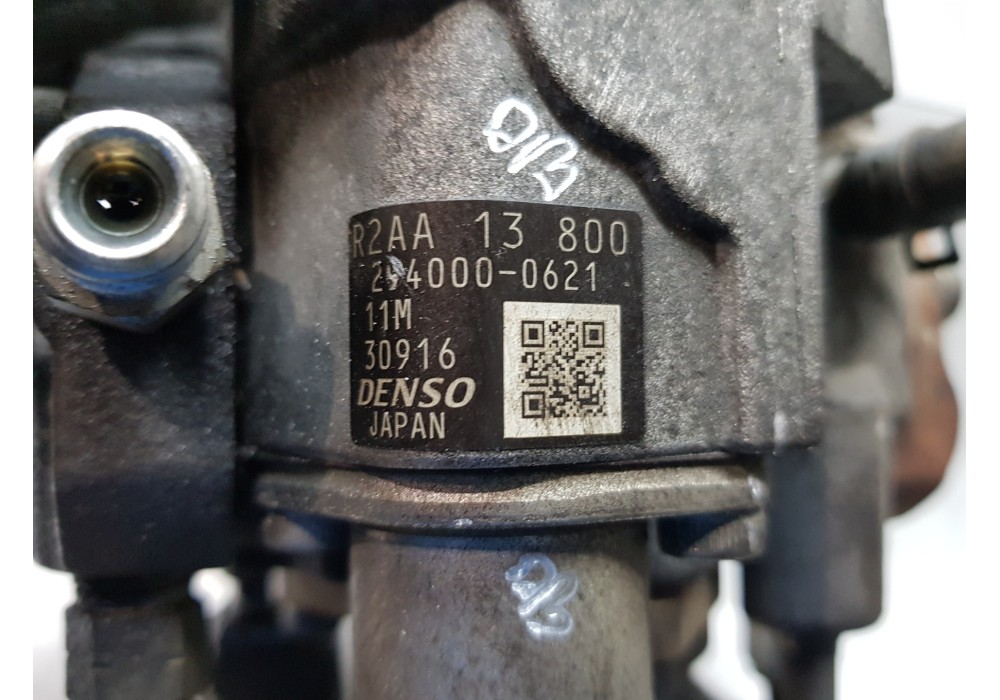 R2AA 13 800
294000-0621
11M
30916
DENSO
JAPAN